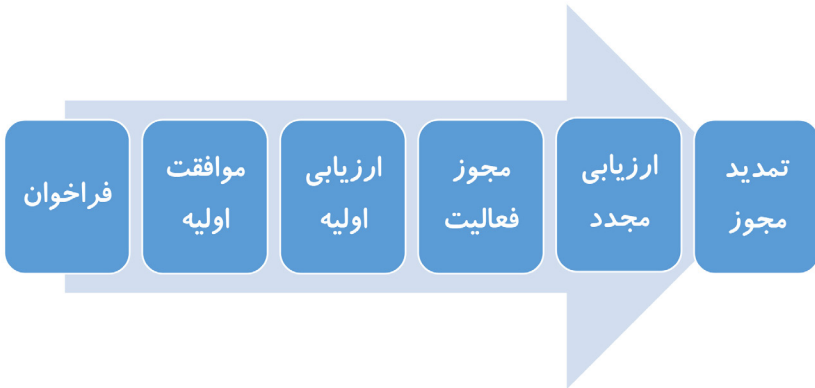 فراخوان
موافقت
اولیه
ارزیابی
اولیه
مجوز
فعالیت
ارزیابی
مجدد
تمدید
مجوز